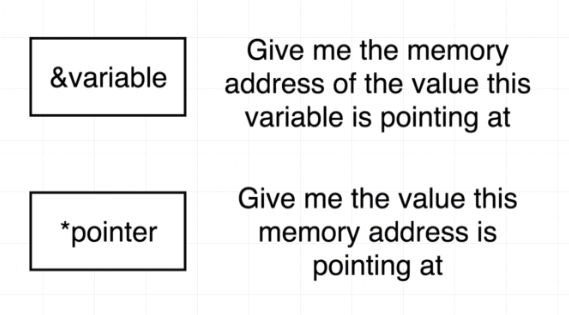 &variable
Give me the memory
address of the value this
variable is pointing at
*pointer
Give me the value this
memory address is
pointing at